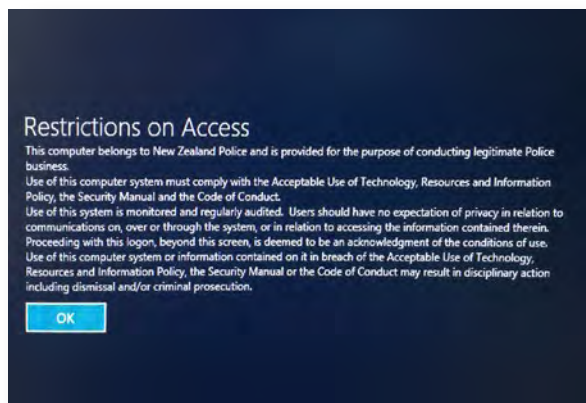 Restrictions on Access
This computer belongs to New Zealand Police and is provided for the purpose of conducting legitimate Police
business.
Use of this computer system must comply with the Acceptable Use of Technology, Resources and Information
Policy, the Security Manual and the Code of Conduct.
Use of this system is monitored and regularly audited. Users should have no expectation of privacy in relation to
communications on, over or through the system, or in relation to accessing the information contained therein.
Proceeding with this logon, beyond this screen, is deemed to be an acknowledgment of the conditions of use.
Use of this computer system or information contained on it in breach of the Acceptable Use of Technology,
Resources and Information Policy, the Security Manual or the Code of Conduct may result in disciplinary action
including dismissal and/or criminal prosecution.
OK